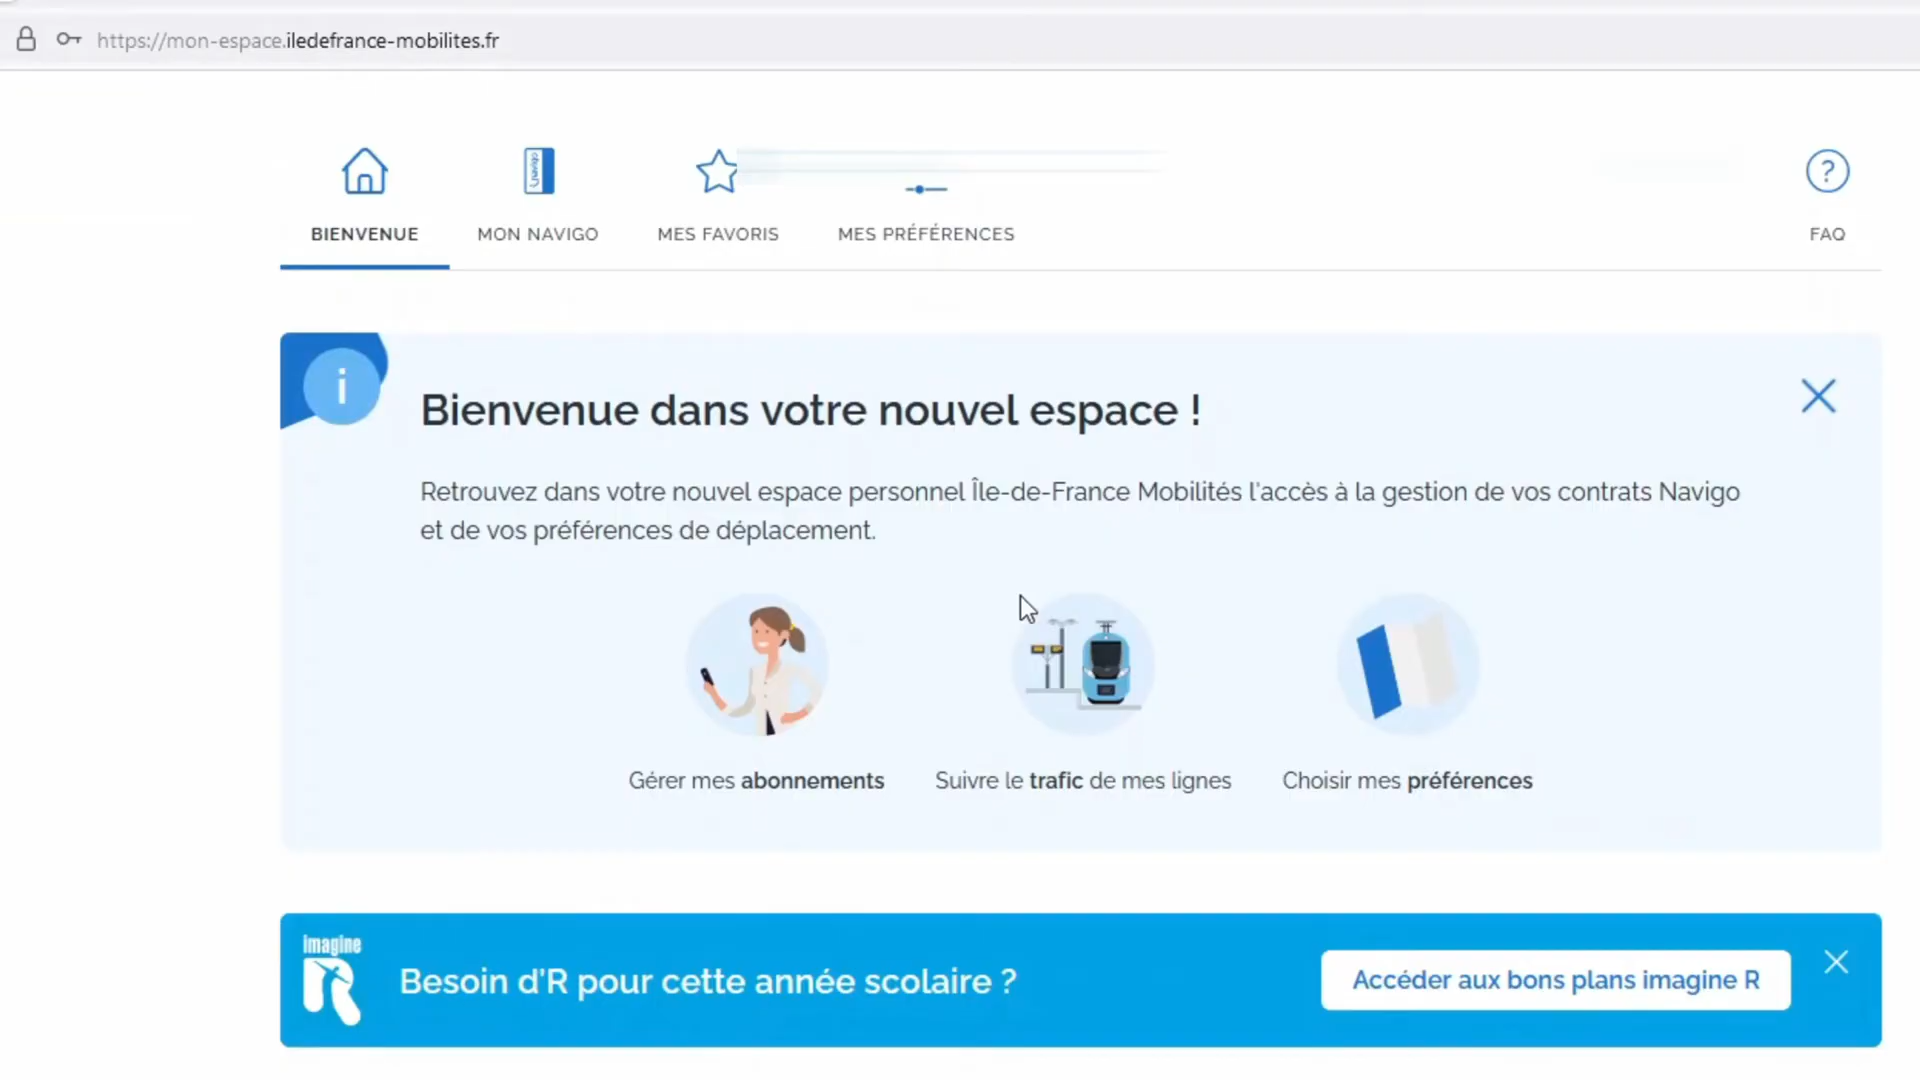 https://mon-espace.iledefrance-mobilites.fr
BIENVENUE
MON NAVIGO
MES FAVORIS
MES PRÉFÉRENCES
?
FAQ
i
Bienvenue dans votre nouvel espace !
Retrouvez dans votre nouvel espace personnel Île-de-France Mobilités l'accès à la gestion de vos contrats Navigo
et de vos préférences de déplacement.
Gérer mes abonnements
Suivre le trafic de mes lignes
Choisir mes préférences
imagine
R
Besoin d'R pour cette année scolaire ?
Accéder aux bons plans imagine R